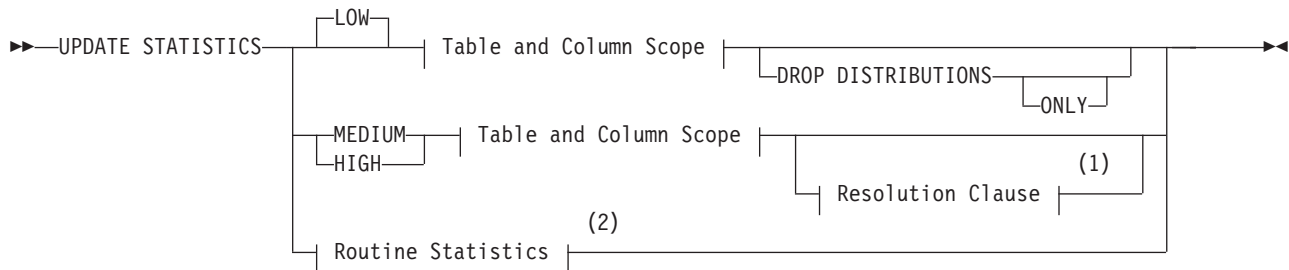 LOW
UPDATE STATISTICS Table and Column Scope
DROP DISTRIBUTIONS
ONLY
MEDIUM Table and Column Scope
HIGH
(1)
Resolution Clause
(2)
Routine Statistics